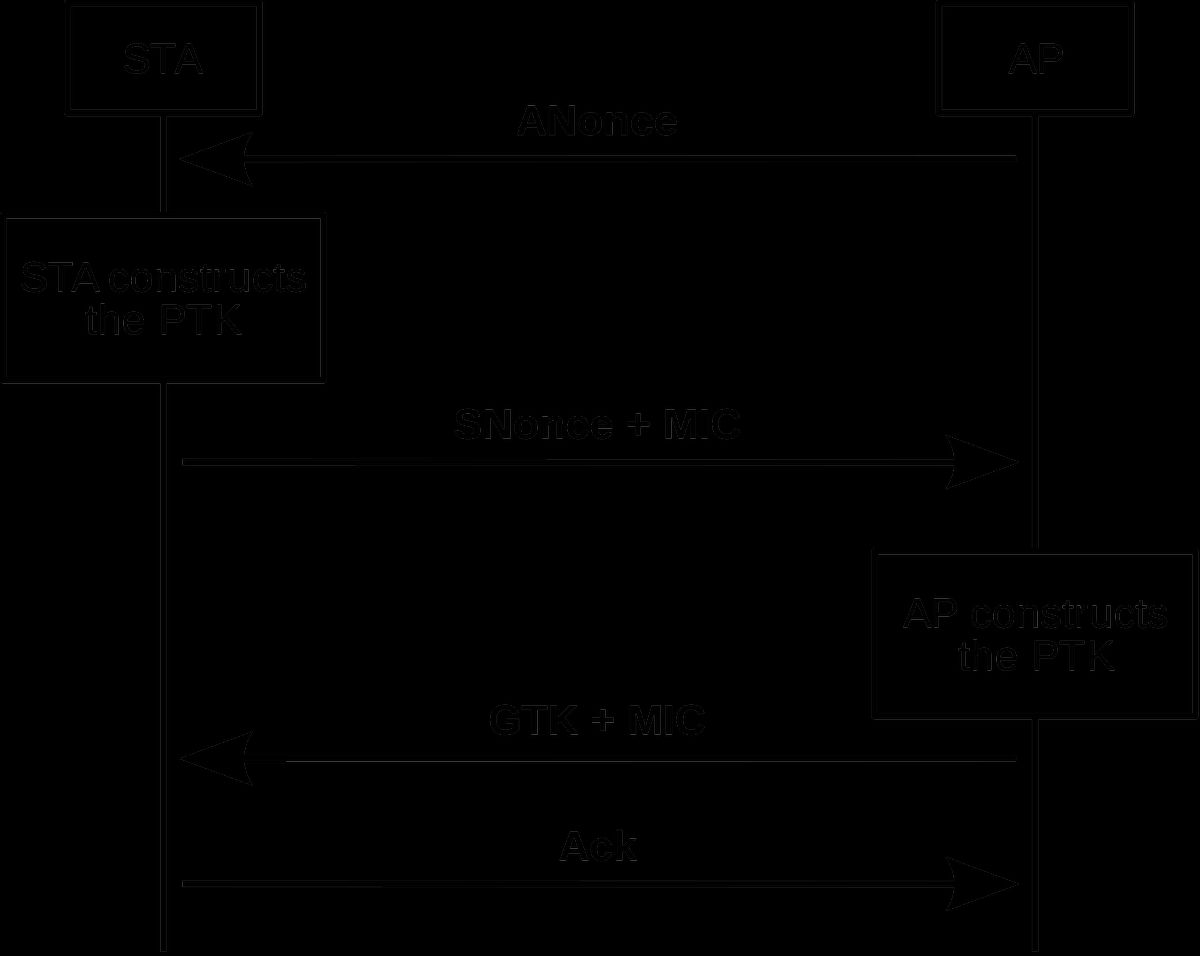 STA
AP
ANonce
STA constructs
the PTK
SNonce + MIC
AP constructs
the PTK
GTK + MIC
Ack